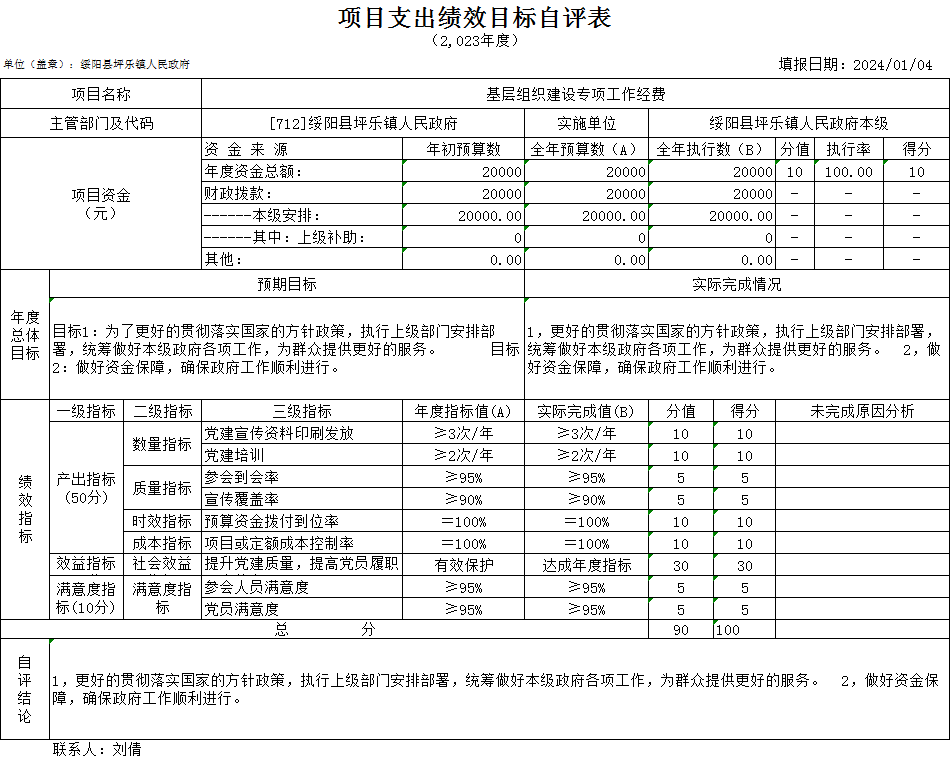 项目支出绩效目标自评表
（2,023年度）
单位（盖章）：绥阳县坪乐镇人民政府 填报日期：2024/01/04
项目名称 基层组织建设专项工作经费
主管部门及代码 [712]绥阳县坪乐镇人民政府 实施单位 绥阳县坪乐镇人民政府本级
项目资金
（元）
资 金 来 源 年初预算数 全年预算数（A） 全年执行数（B） 分值 执行率 得分
年度资金总额： 20000 20000 20000 10 100.00 10
财政拨款： 20000 20000 20000 － － －
------本级安排： 20000.00 20000.00 20000.00 － － －
------其中：上级补助： 0 0 0 － － －
其他： 0.00 0.00 0.00 － － －
年度
总体
目标
预期目标 实际完成情况
目标1：为了更好的贯彻落实国家的方针政策，执行上级部门安排部
署，统筹做好本级政府各项工作，为群众提供更好的服务。 目标
2：做好资金保障，确保政府工作顺利进行。
1，更好的贯彻落实国家的方针政策，执行上级部门安排部署，
统筹做好本级政府各项工作，为群众提供更好的服务。 2，做
好资金保障，确保政府工作顺利进行。
绩
效
指
标
一级指标 二级指标 三级指标 年度指标值(A) 实际完成值(B) 分值 得分 未完成原因分析
产出指标
(50分)
数量指标
党建宣传资料印刷发放 ≥3次/年 ≥3次/年 10 10
党建培训 ≥2次/年 ≥2次/年 10 10
质量指标
参会到会率 ≥95% ≥95% 5 5
宣传覆盖率 ≥90% ≥90% 5 5
时效指标 预算资金拨付到位率 ＝100% ＝100% 10 10
成本指标 项目或定额成本控制率 ＝100% ＝100% 10 10
效益指标 社会效益 提升党建质量，提高党员履职 有效保护 达成年度指标 30 30
满意度指
标(10分)
满意度指
标
参会人员满意度 ≥95% ≥95% 5 5
党员满意度 ≥95% ≥95% 5 5
总 分 90 100
自
评
结
论
1，更好的贯彻落实国家的方针政策，执行上级部门安排部署，统筹做好本级政府各项工作，为群众提供更好的服务。 2，做好资金保
障，确保政府工作顺利进行。
联系人：刘倩